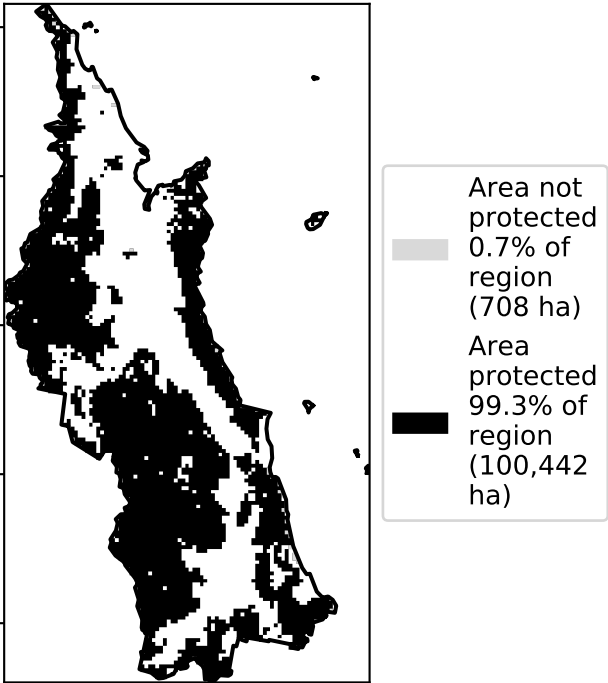 Area not
protected
0.7% of
region
(708 ha)
Area
protected
99.3% of
region
(100,442
ha)